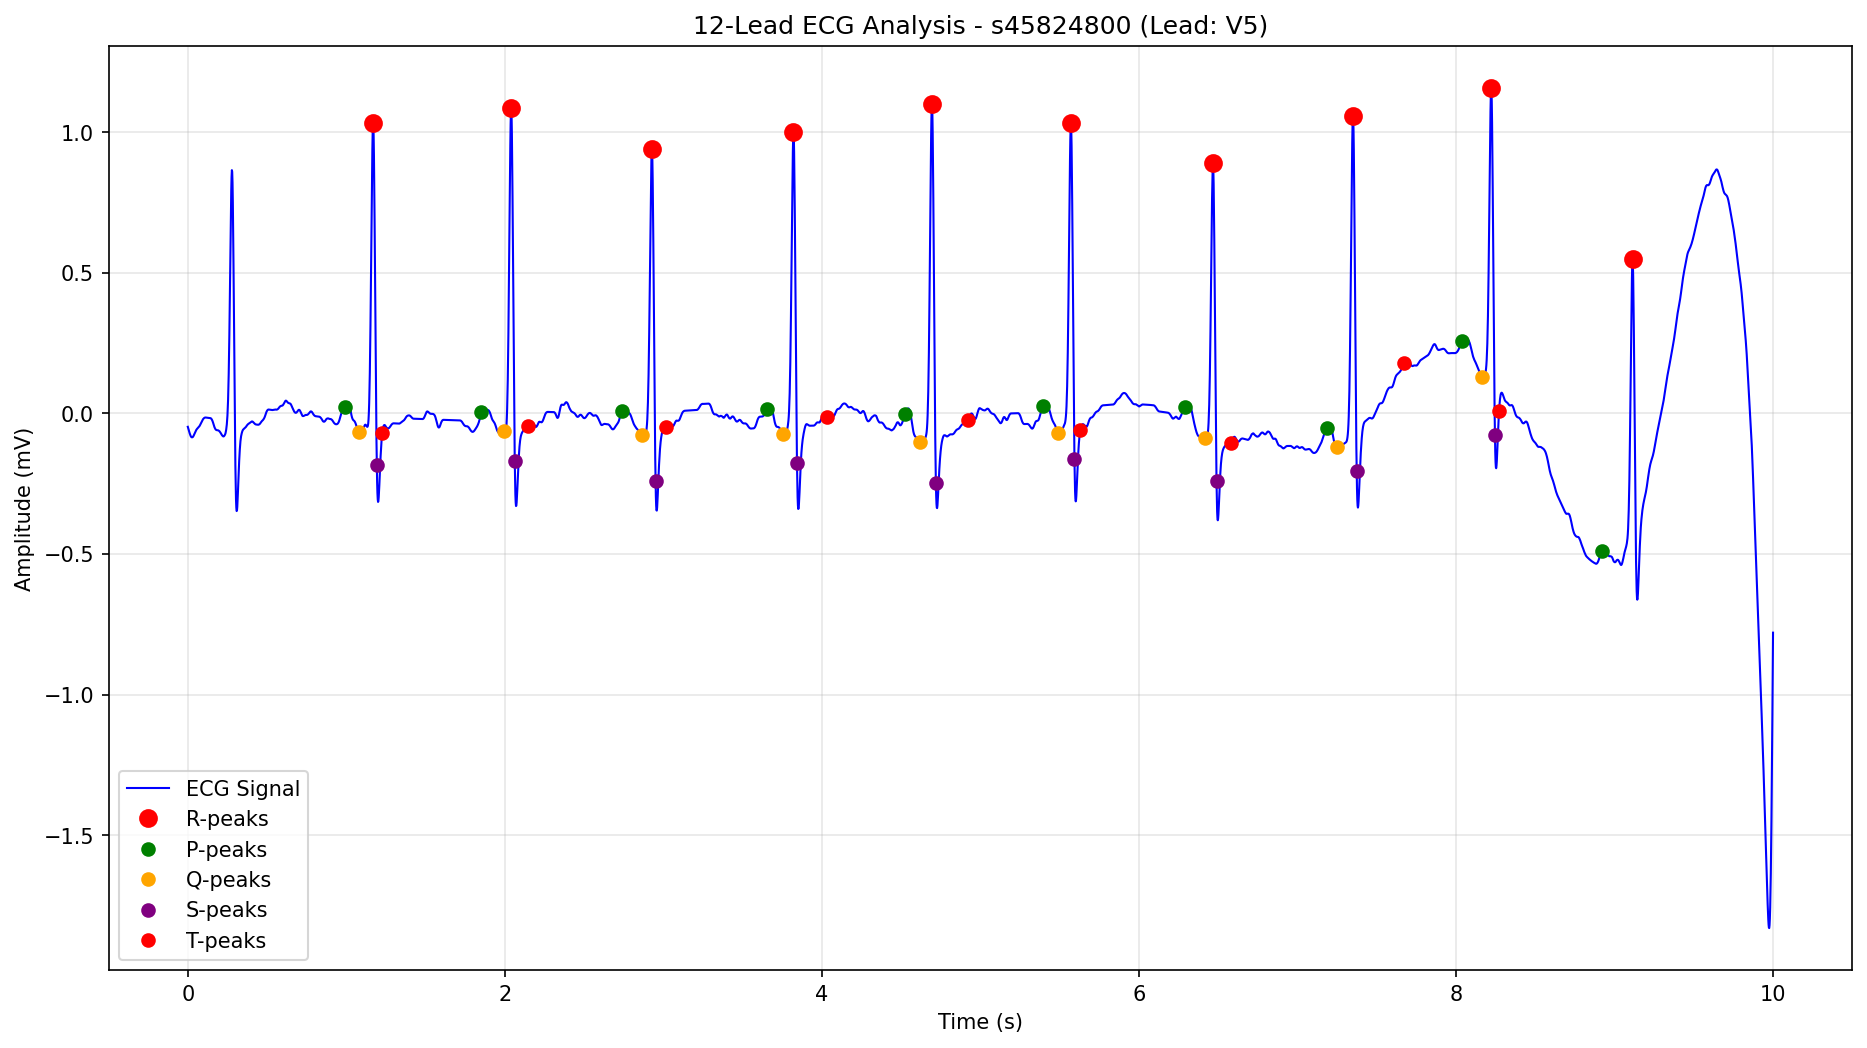 12-Lead ECG Analysis - s45824800 (Lead: V5)
Amplitude (mV)
1.0
0.5
0.0
−0.5
−1.0
−1.5
ECG Signal
R-peaks
P-peaks
Q-peaks
S-peaks
T-peaks
0 2 4 6 8 10
Time (s)